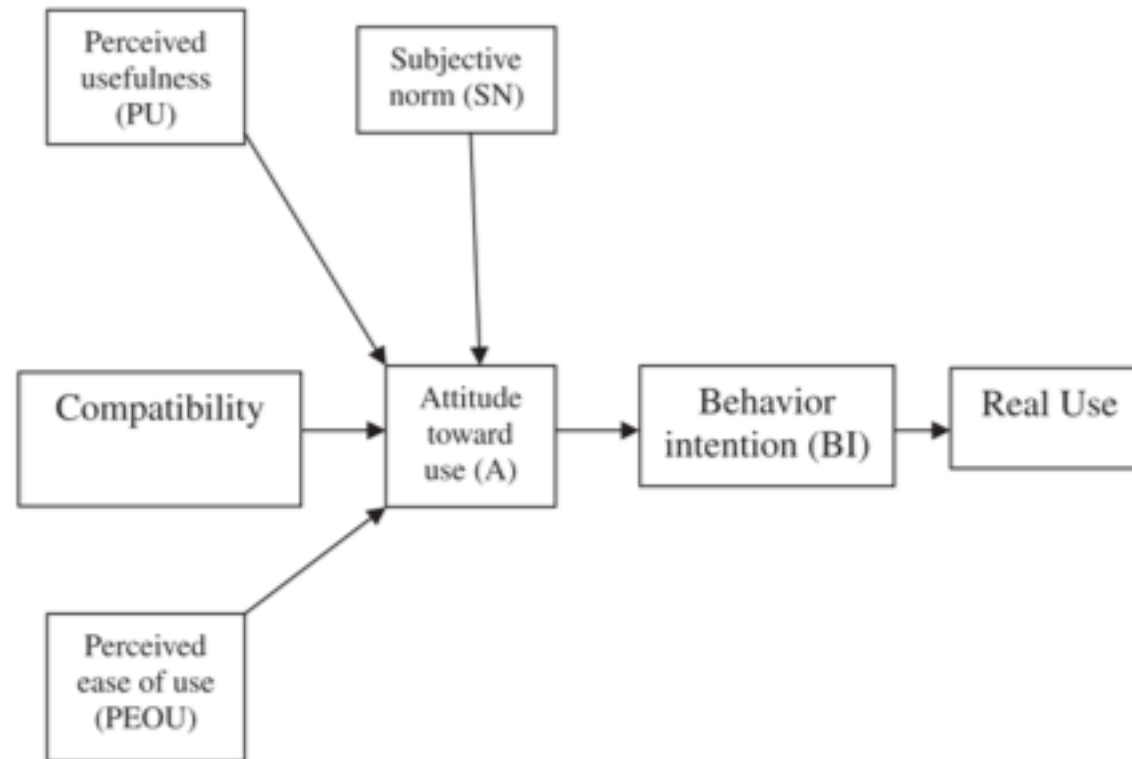 Perceived
usefulness
(PU)
Subjective
norm (SN)
Compatibility
Attitude
toward
use (A)
Behavior
intention (BI)
Real Use
Perceived
ease of use
(PEOU)